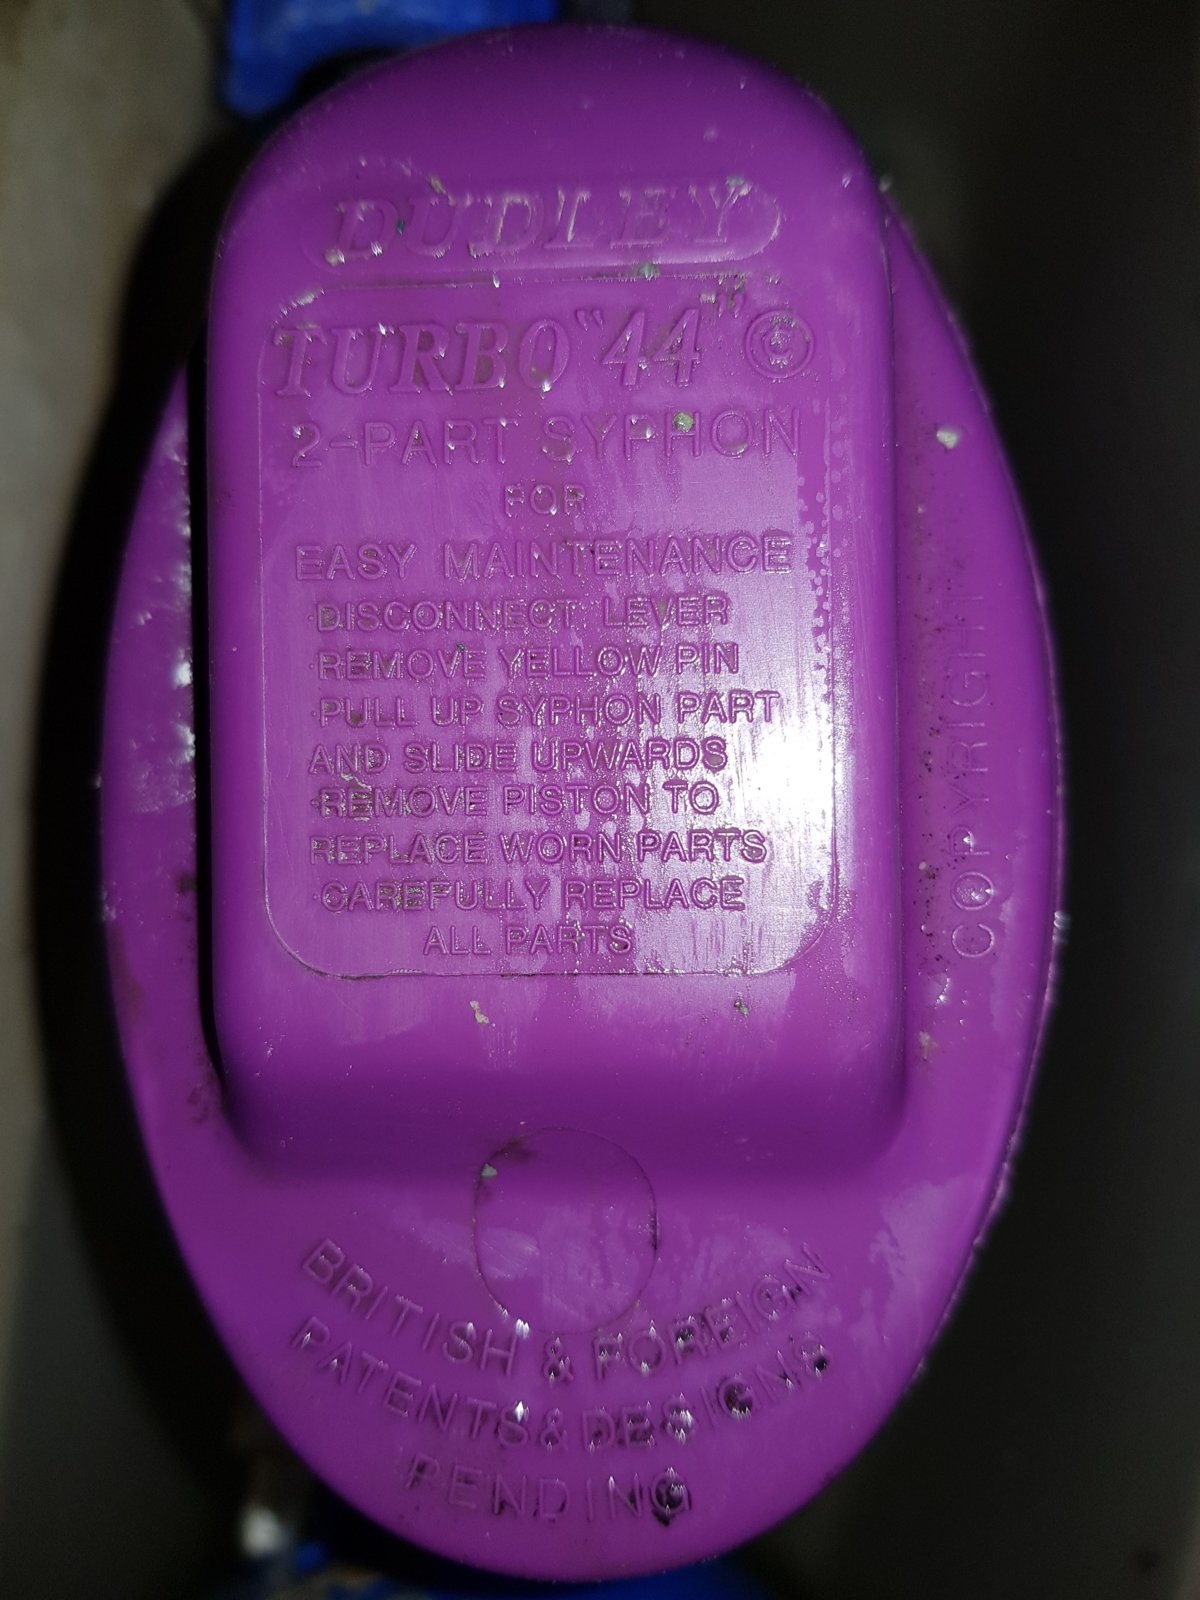 DUDLEY
TURBO "44" ©
2-PART SYPHON
FOR
EASY MAINTENANCE
·DISCONNECT LEVER
·REMOVE YELLOW PIN
·PULL UP SYPHON PART
AND SLIDE UPWARDS
·REMOVE PISTON TO
REPLACE WORN PARTS
·CAREFULLY REPLACE
ALL PARTS
COPYRIGHT
BRITISH & FOREIGN
PATENTS & DESIGNS
PENDING